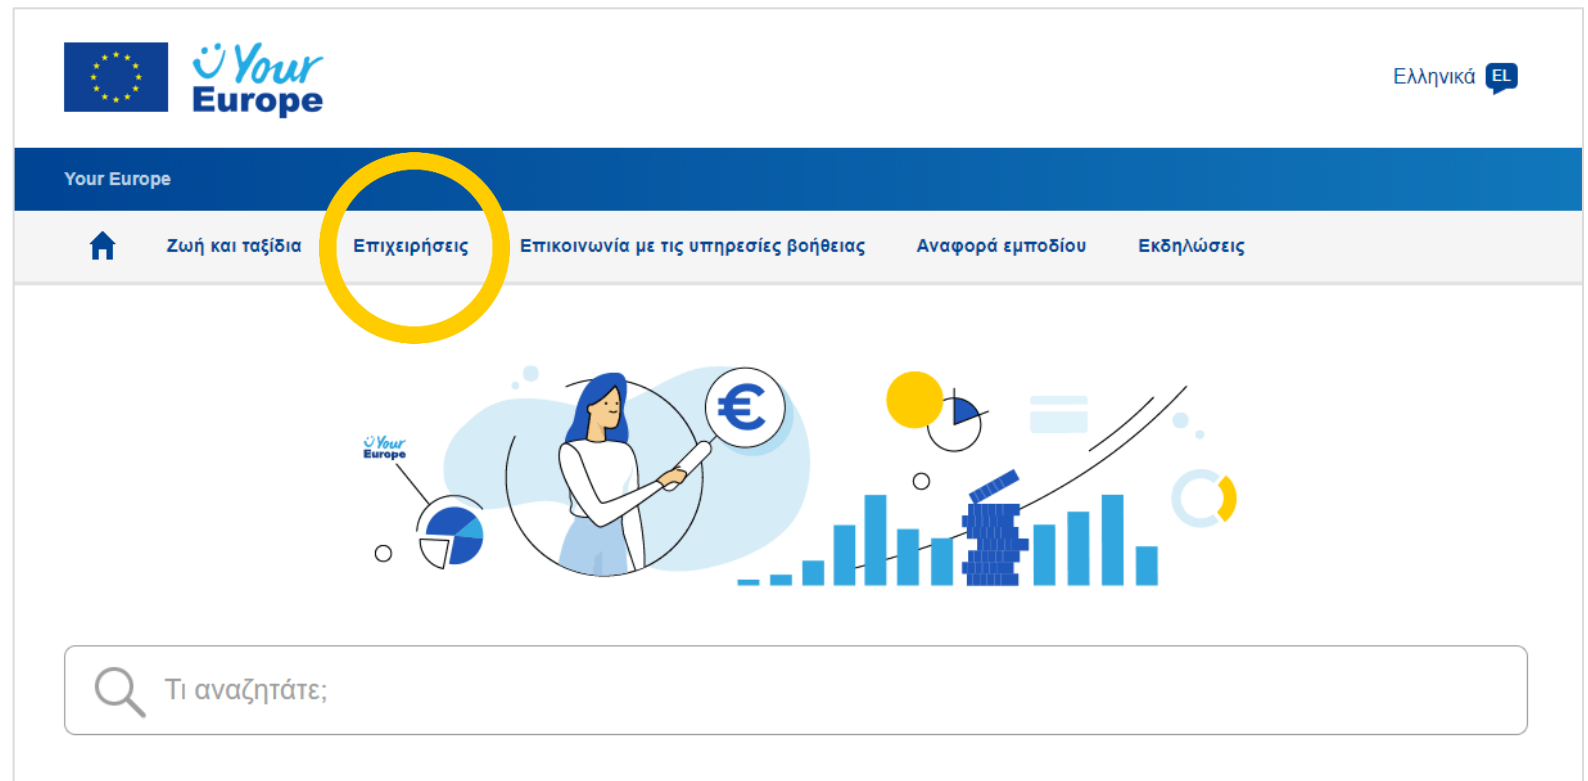 Your
Europe
Ελληνικά EL
Your Europe
Ζωή και ταξίδια
Επιχειρήσεις
Επικοινωνία με τις υπηρεσίες βοήθειας
Αναφορά εμποδίου
Εκδηλώσεις
€
Your
Europe
Τι αναζητάτε;